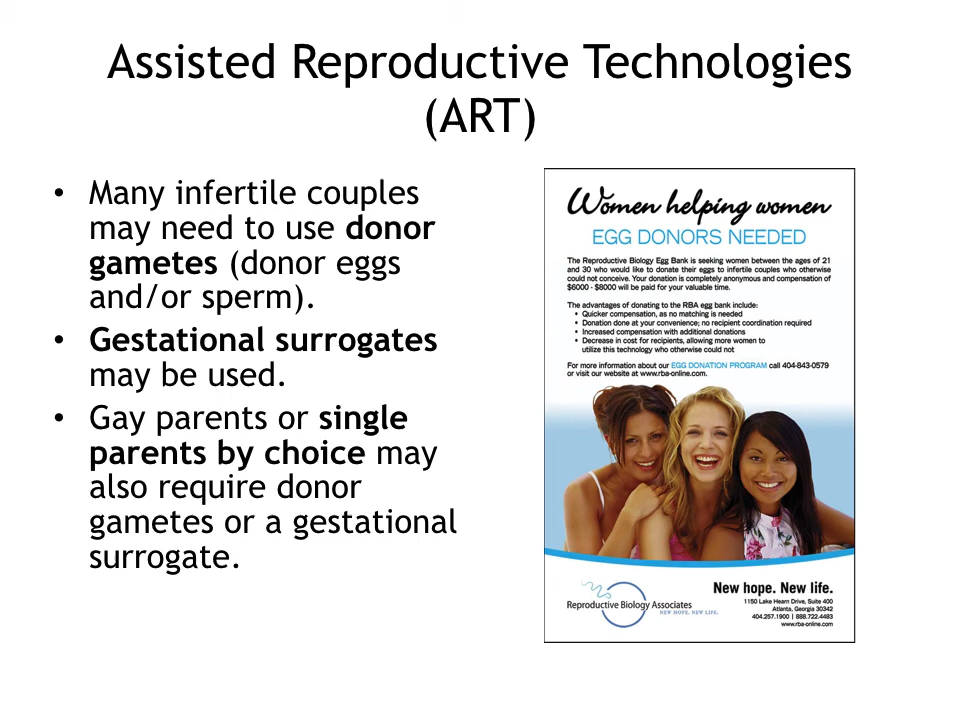 Assisted Reproductive Technologies
(ART)
• Many infertile couples
may need to use donor
gametes (donor eggs
and/or sperm).
• Gestational surrogates
may be used.
• Gay parents or single
parents by choice may
also require donor
gametes or a gestational
surrogate.
Women helping women
EGG DONORS NEEDED
The Reproductive Biology Egg Bank is seeking women between the ages of 21
and 30 who would like to donate their eggs to infertile couples who otherwise
could not conceive. Your donation is completely anonymous and compensation of
$6000 - $8000 will be paid for your valuable time.
The advantages of donating to the RBA egg bank include:
• Quicker compensation, as no matching is needed
• Donation done at your convenience; no recipient coordination required
• Increased compensation with additional donations
• Decrease in cost for recipients, allowing more women to
utilize this technology who otherwise could not
For more information about our EGG DONATION PROGRAM call 404-843-0579
or visit our website at www.rba-online.com.
Reproductive Biology Associates
NEW HOPE. NEW LIFE.
New hope. New life.
1150 Lake Hearn Drive, Suite 400
Atlanta, Georgia 30342
404.257.1900 | 888.722.4483
www.rba-online.com